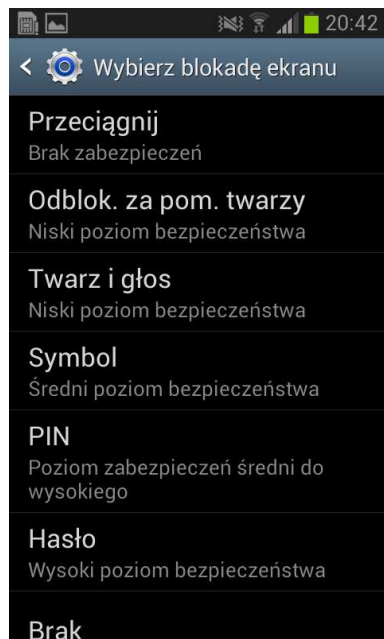 20:42
< Wybierz blokadę ekranu
Przeciągnij
Brak zabezpieczeń
Odblok. za pom. twarzy
Niski poziom bezpieczeństwa
Twarz i głos
Niski poziom bezpieczeństwa
Symbol
Średni poziom bezpieczeństwa
PIN
Poziom zabezpieczeń średni do
wysokiego
Hasło
Wysoki poziom bezpieczeństwa
Brak